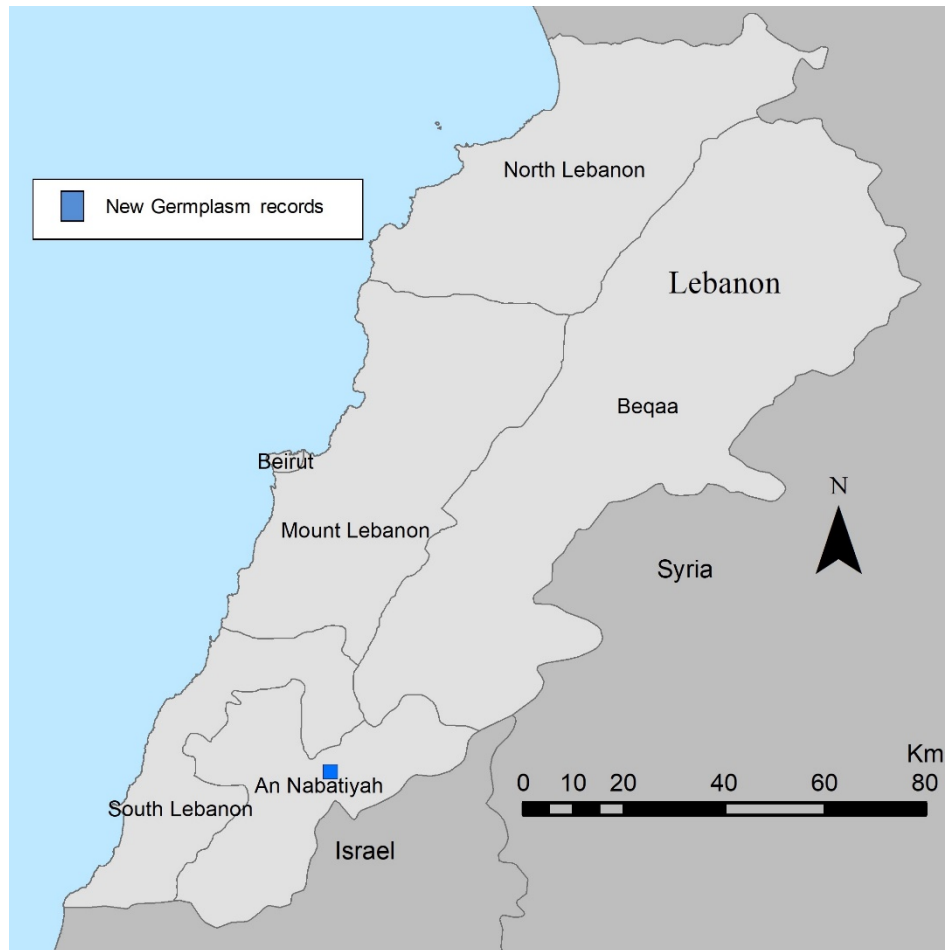 North Lebanon
New Germplasm records
Lebanon
Beqaa
Beirut
N
Mount Lebanon
Syria
Km
An Nabatiyah
0 10 20 40 60 80
South Lebanon
Israel